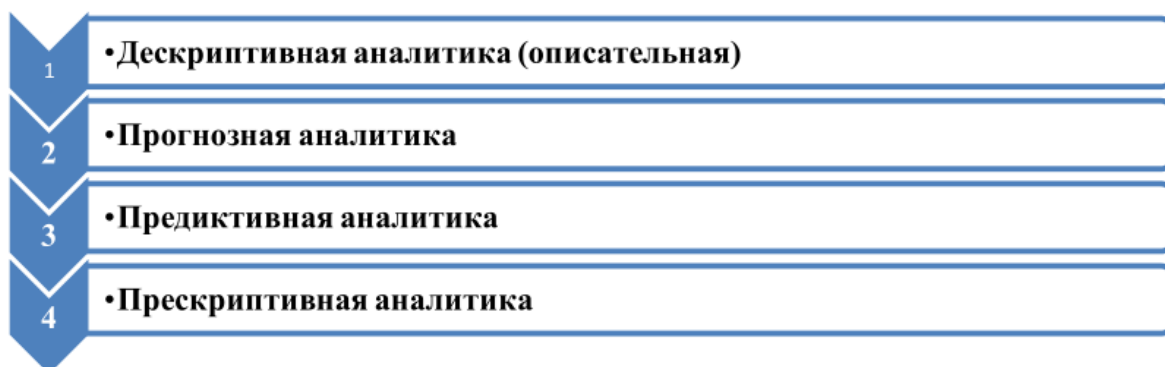 1
•Дескриптивная аналитика (описательная)
2
•Прогнозная аналитика
3
•Предиктивная аналитика
4
•Прескриптивная аналитика